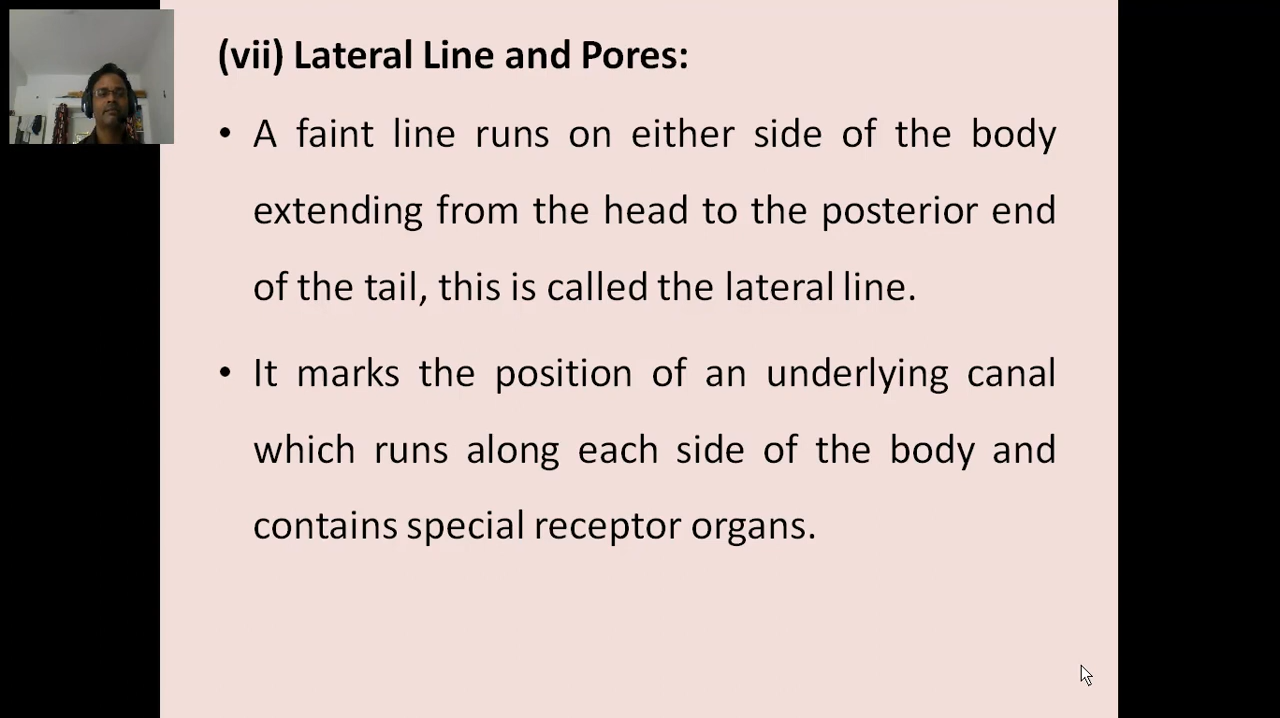 (vii) Lateral Line and Pores:
• A faint line runs on either side of the body
extending from the head to the posterior end
of the tail, this is called the lateral line.
• It marks the position of an underlying canal
which runs along each side of the body and
contains special receptor organs.